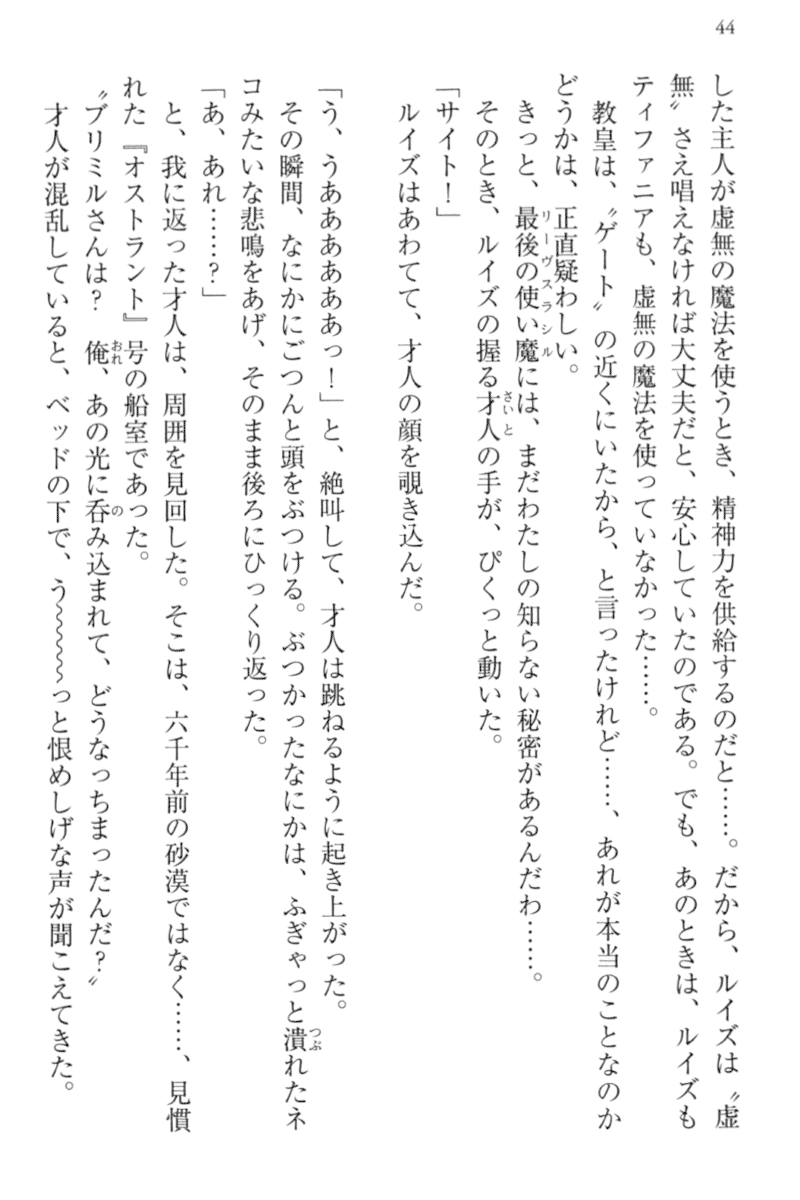 44
した主人が虚無の魔法を使うとき、精神力を供給するのだと……。だから、ルイズは〝虚
無〟さえ唱えなければ大丈夫だと、安心していたのである。でも、あのときは、ルイズも
ティファニアも、虚無の魔法を使っていなかった……。
教皇は、〝ゲート〟の近くにいたから、と言ったけれど……、あれが本当のことなのか
どうかは、正直疑わしい。
きっと、最後の使い魔には、まだわたしの知らない秘密があるんだわ……。
リーヴスラシル
そのとき、ルイズの握る才人の手が、ぴくっと動いた。
さいと
「サイト!」
ルイズはあわてて、才人の顔を覗き込んだ。
「う、うああああああっ!」と、絶叫して、才人は跳ねるように起き上がった。
その瞬間、なにかにごつんと頭をぶつける。ぶつかったなにかは、ふぎゃっと潰れたネ
つぶ
コみたいな悲鳴をあげ、そのまま後ろにひっくり返った。
「あ、あれ……?」
と、我に返った才人は、周囲を見回した。そこは、六千年前の砂漠ではなく……、見慣
れた『オストラント』号の船室であった。
〝ブリミルさんは? 俺、あの光に呑み込まれて、どうなっちまったんだ?〟
おれ
の
才人が混乱していると、ベッドの下で、う〜〜〜〜〜っと恨めしげな声が聞こえてきた。